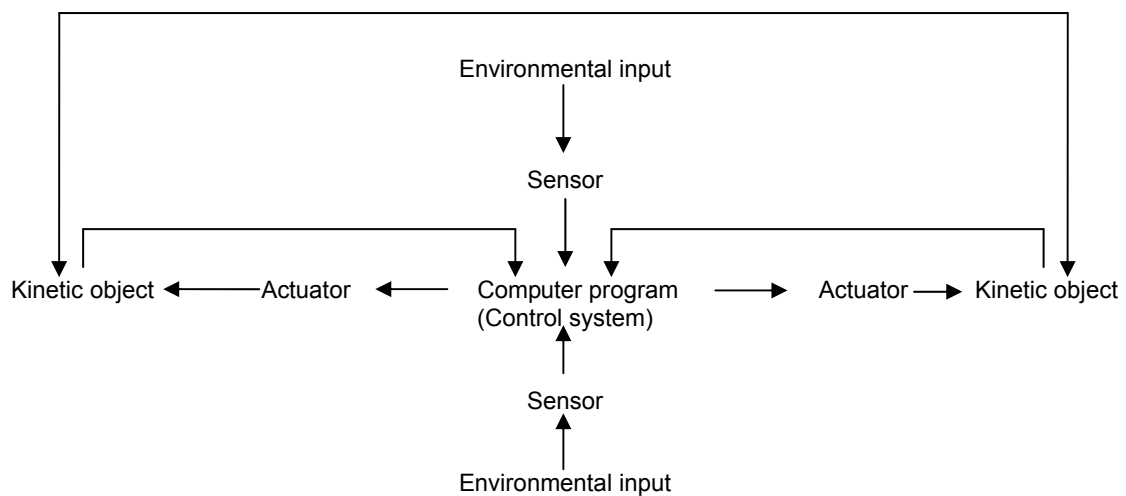 Environmental input
Sensor
Kinetic object
Actuator
Computer program
(Control system)
Actuator
Kinetic object
Sensor
Environmental input